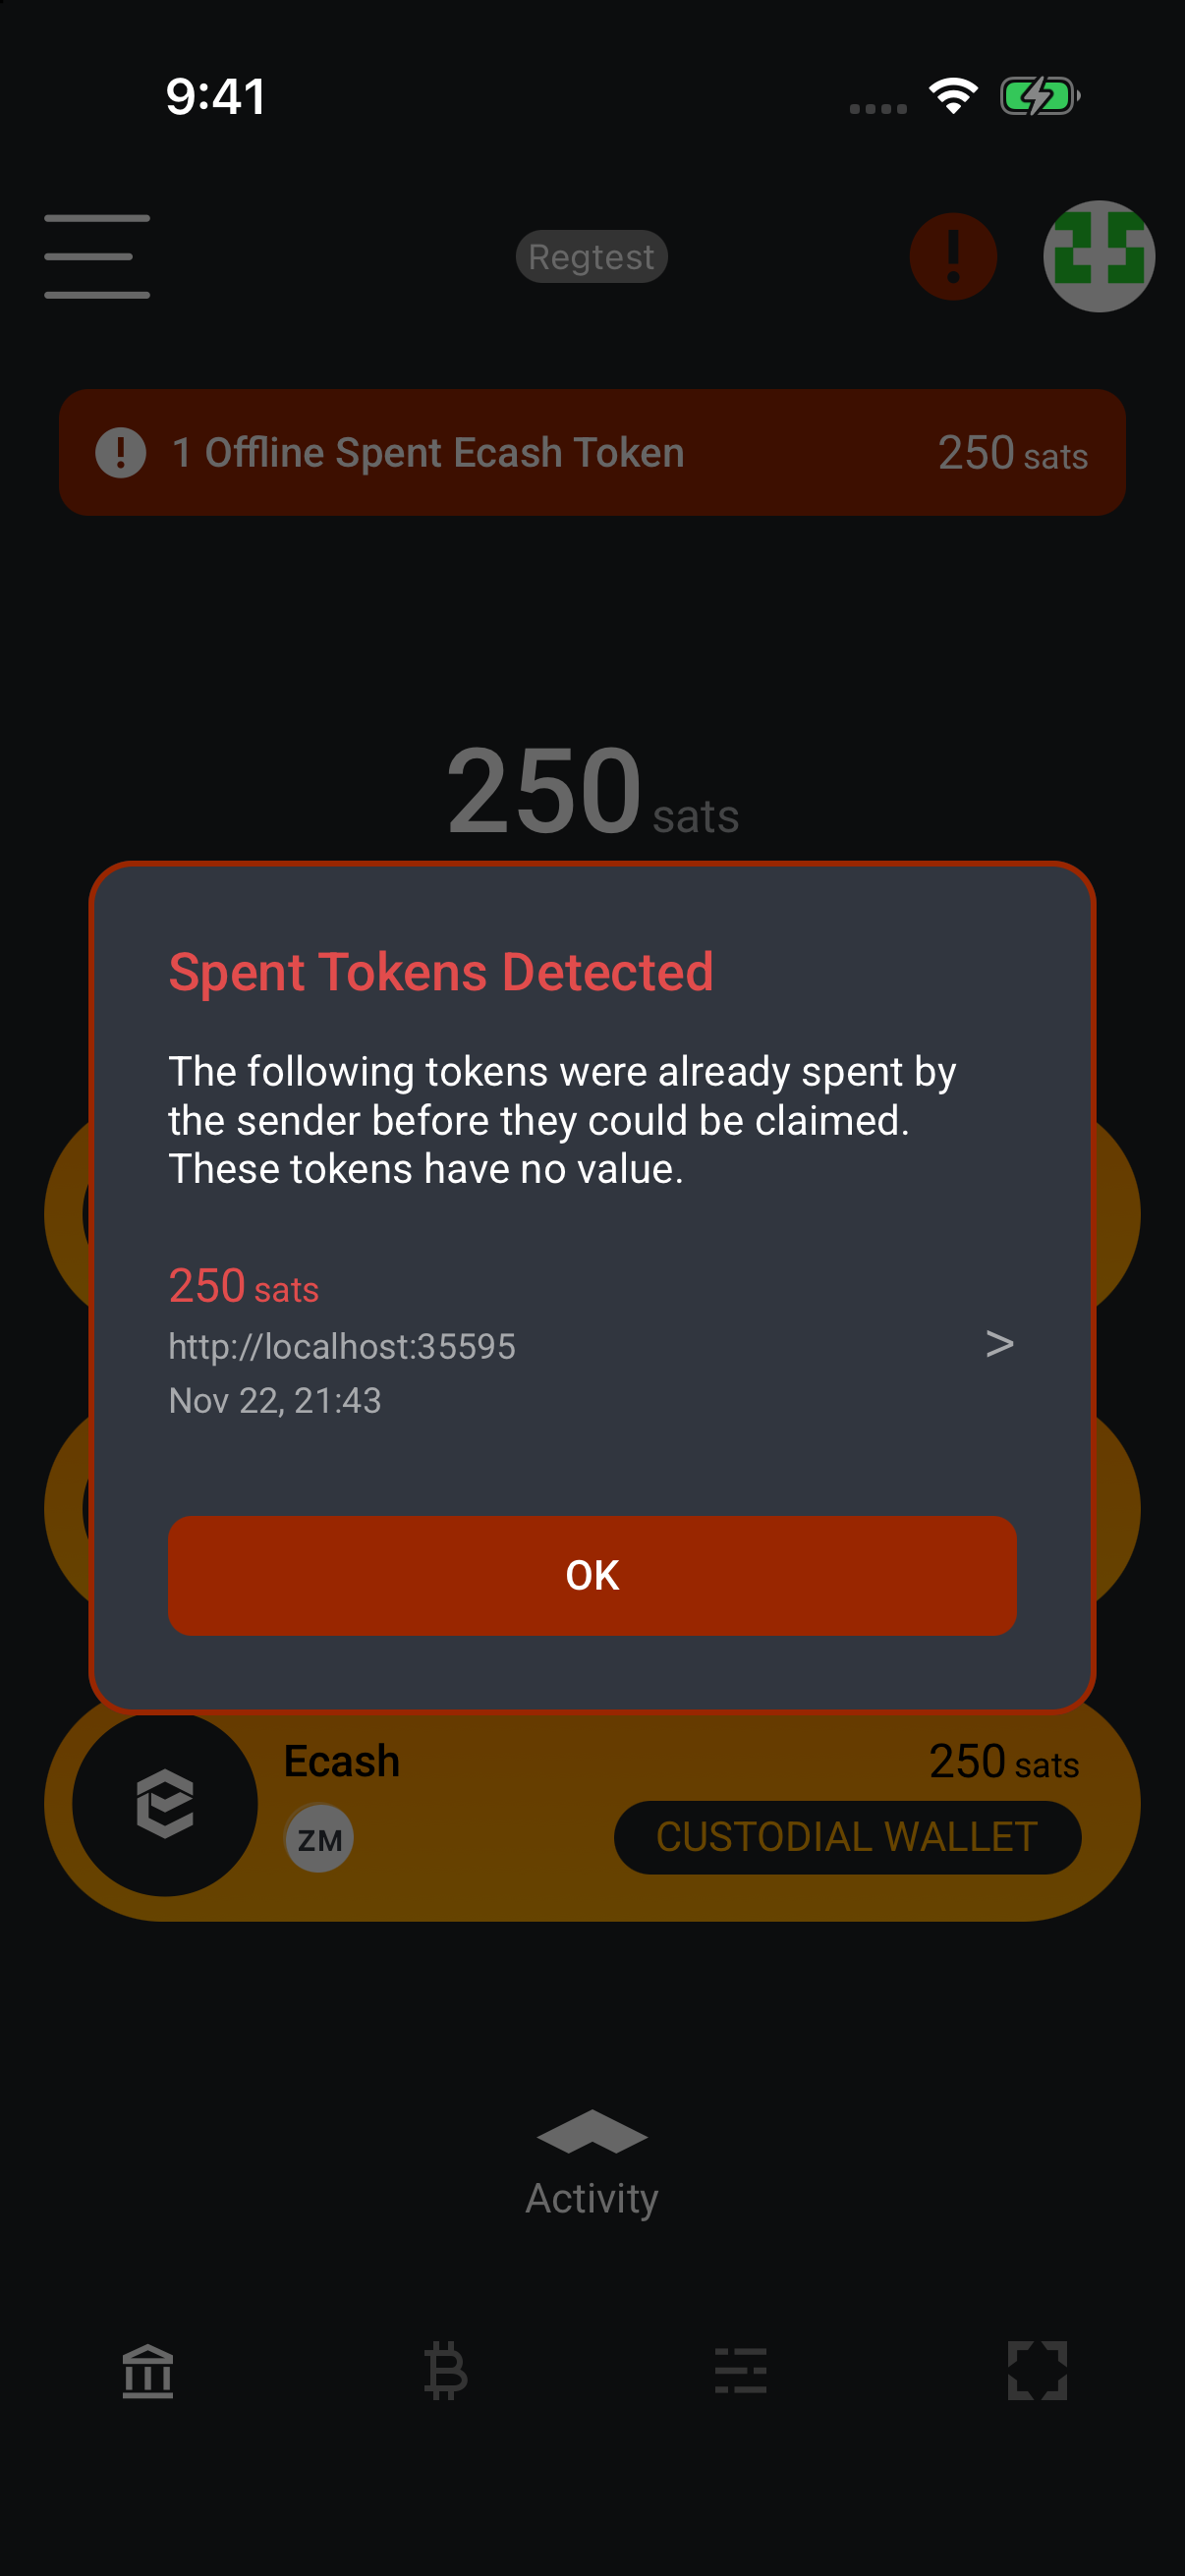 9:41
Regtest
1 Offline Spent Ecash Token 250 sats
250 sats
Spent Tokens Detected
The following tokens were already spent by
the sender before they could be claimed.
These tokens have no value.
250 sats
http://localhost:35595
>
Nov 22, 21:43
OK
Ecash 250 sats
ZM CUSTODIAL WALLET
Activity